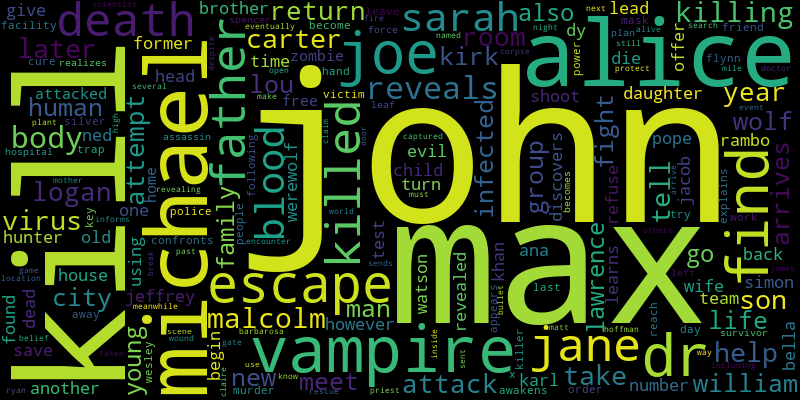 kill
john
max
michael
alice
joe
sarah
vampire
escape
jane
dr
find
killed
father
death
killing
reveals
blood
malcolm
william
attack
help
life
son
wolf
virus
logan
body
human
later
return
carter
room
also
kirk
lou
brother
give
former
time
zombie
head
attacked
ned
attempt
family
werewolf
infected
group
discovers
fight
tell
pope
jacob
rambo
year
daughter
offer
die
lead
dy
shoot
evil
child
turn
captured
must
test
free
victim
hand
open
eventually
become
force
leave
spencer
mask
plan
still
alive
search
friend
flynn
mile
power
protect
doctor
next
fire
named
night
corpse
scientist
facility
cure
realizes
several
plant
silver
hospital
trap
assassin
high
mother
revealing
hunter
old
key
informs
one
home
police
using
confronts
past
house
city
away
jeffrey
meanwhile
young
wesley
break
scene
wound
begin
found
dead
save
game
location
belief
ryan
another
taken
new
meet
murder
claire
gate
use
know
barbarosa
rescue
following
people
encounter
world
claim
door
make
despite
man
however
priest
sends
watson
inside
revealed
sent
khan
appears
bullet
killer
x
karl
awakens
ana
last
matt
hoffman
order
take
lawrence
learns
refuse
number
reach
day
survivor
way
including
team
wife
go
back
simon
james
left
others
work
explains
arrive
arrives
try
event
bella
becomes
leaf